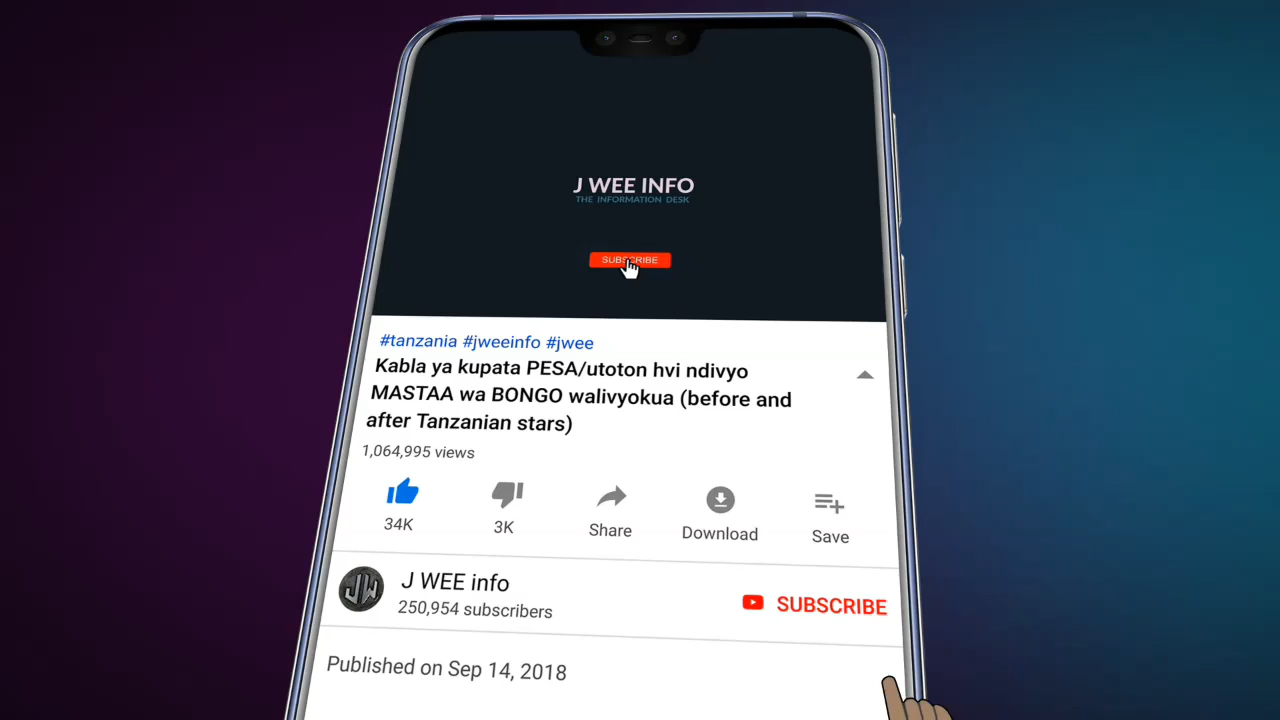 J WEE INFO
THE INFORMATION DESK
SUBSCRIBE
#tanzania #jweeinfo #jwee
Kabla ya kupata PESA/utoton hvi ndivyo
MASTAA wa BONGO walivyokua (before and
after Tanzanian stars)
1,064,995 views
34K
3K
Share
Download
Save
JW
J WEE info
250,954 subscribers
SUBSCRIBE
Published on Sep 14, 2018